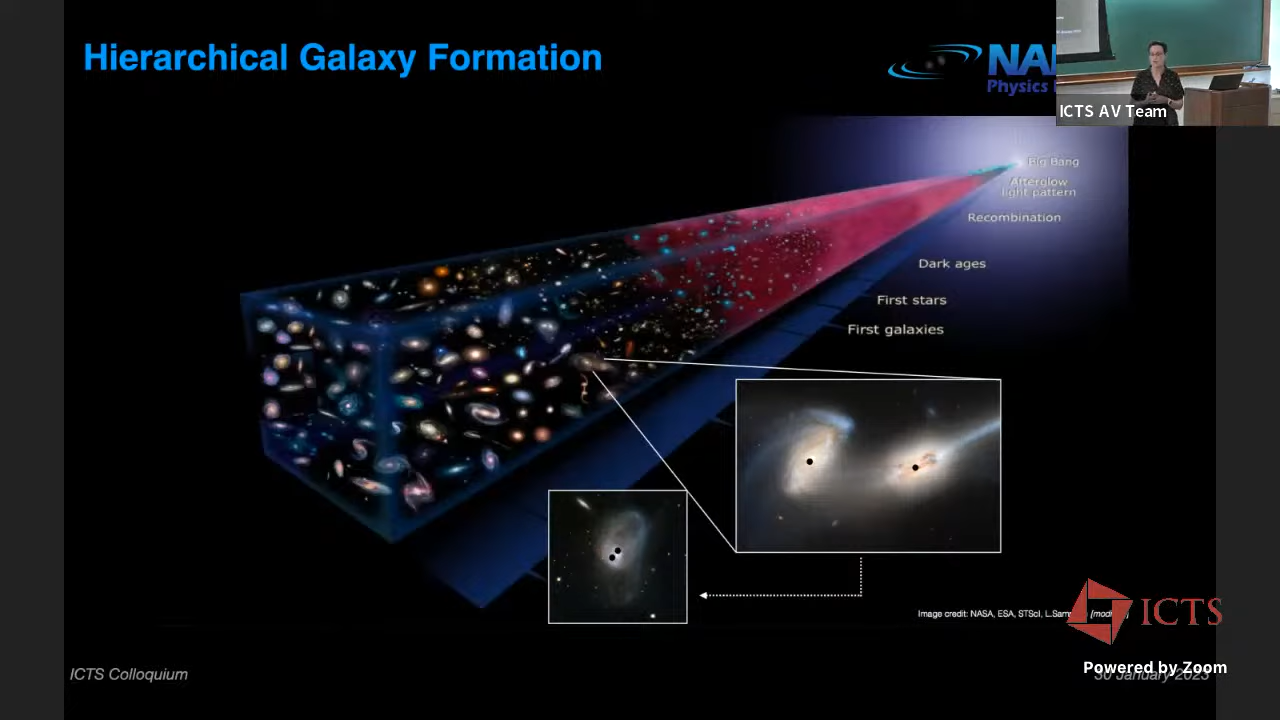 Hierarchical Galaxy Formation
NAN
Physics
ICTS AV Team
Big Bang
Afterglow
light pattern
Recombination
Dark ages
First stars
First galaxies
Image credit: NASA, ESA, STScI,
ICTS
ICTS Colloquium
Powered by Zoom
30 January 2023